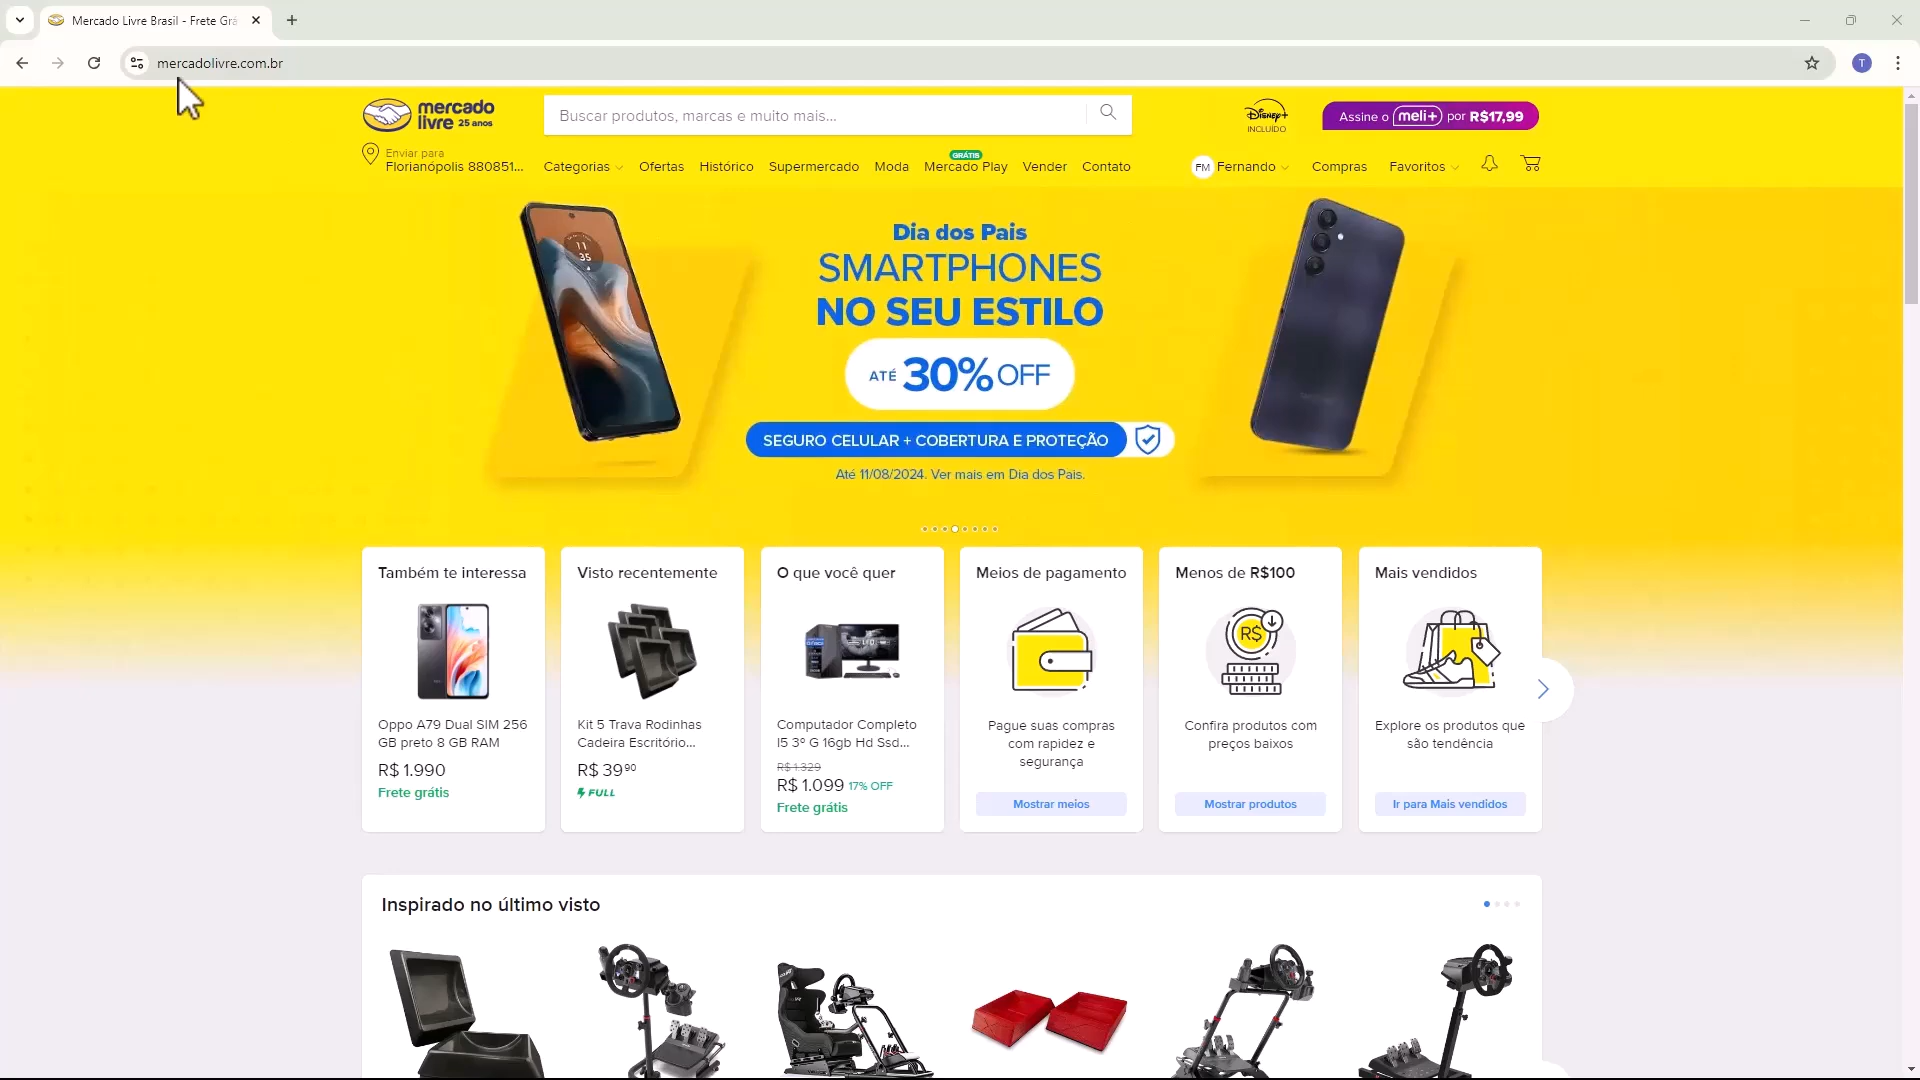 Mercado Livre Brasil - Frete Grá
mercadolivre.com.br
T
mercado
livre 25 anos
Buscar produtos, marcas e muito mais...
Disney+
INCLUÍDO
Assine o meli+ por R$17,99
Enviar para
Florianópolis 880851...
Categorias
Ofertas
Histórico
Supermercado
Moda
GRÁTIS
Mercado Play
Vender
Contato
FM
Fernando
Compras
Favoritos
11
35
Dia dos Pais
SMARTPHONES
NO SEU ESTILO
ATÉ 30% OFF
SEGURO CELULAR + COBERTURA E PROTEÇÃO
Até 11/08/2024. Ver mais em Dia dos Pais.
Também te interessa
Oppo A79 Dual SIM 256
GB preto 8 GB RAM
R$ 1.990
Frete grátis
Visto recentemente
Kit 5 Trava Rodinhas
Cadeira Escritório...
R$ 39 90
FULL
O que você quer
Computador Completo
I5 3º G 16gb Hd Ssd...
R$ 1.329
R$ 1.099 17% OFF
Frete grátis
Meios de pagamento
Pague suas compras
com rapidez e
segurança
Mostrar meios
Menos de R$100
R$
Confira produtos com
preços baixos
Mostrar produtos
Mais vendidos
Explore os produtos que
são tendência
Ir para Mais vendidos
Inspirado no último visto